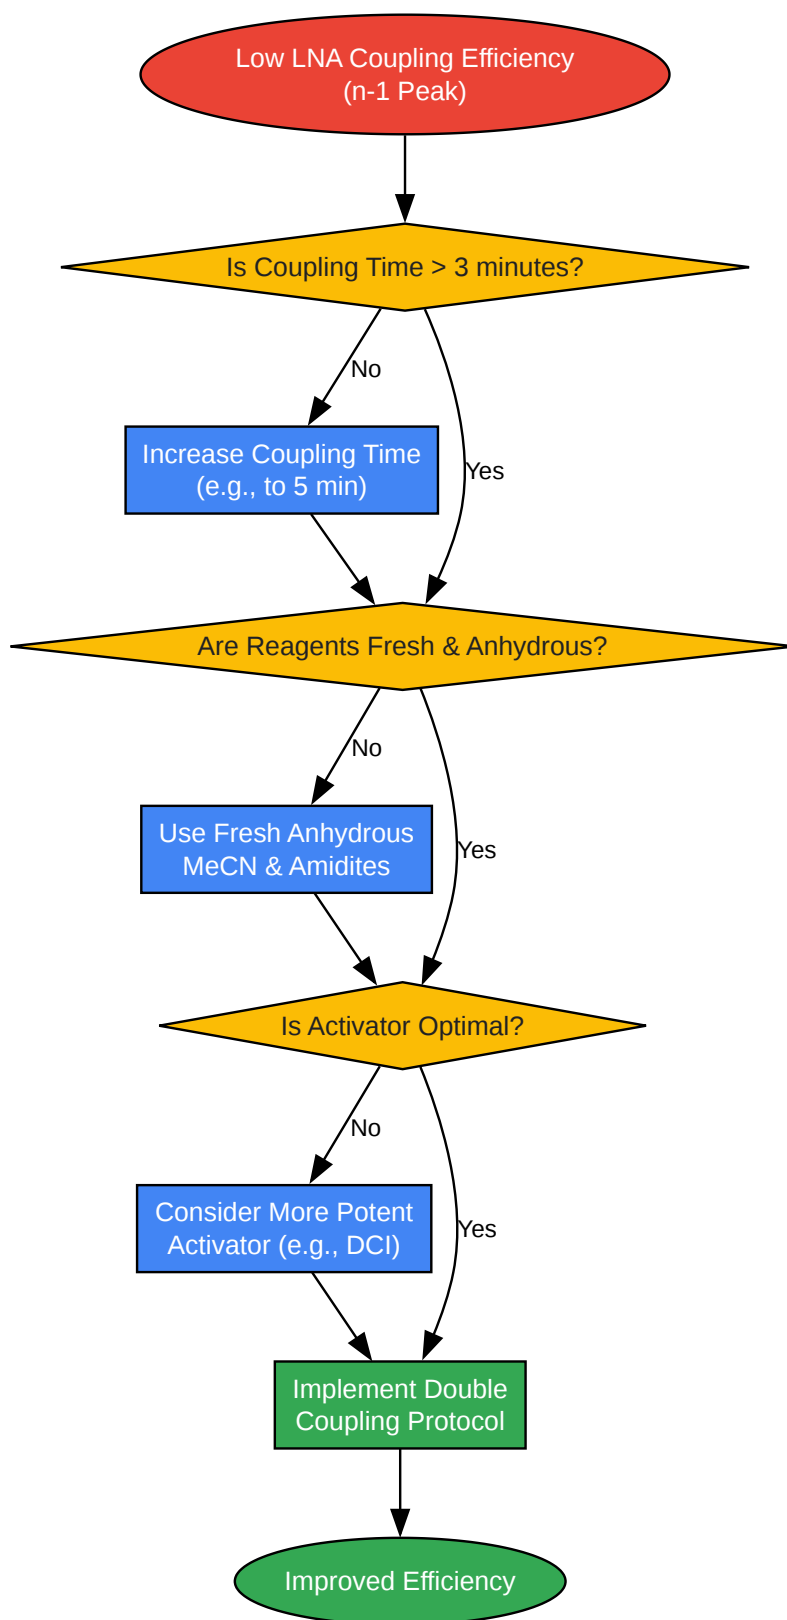 Low LNA Coupling Efficiency
(n-1 Peak)
Is Coupling Time > 3 minutes?
No
Increase Coupling Time
(e.g., to 5 min)
Yes
Are Reagents Fresh & Anhydrous?
No
Use Fresh Anhydrous
MeCN & Amidites
Yes
Is Activator Optimal?
No
Consider More Potent
Activator (e.g., DCI)
Yes
Implement Double
Coupling Protocol
Improved Efficiency